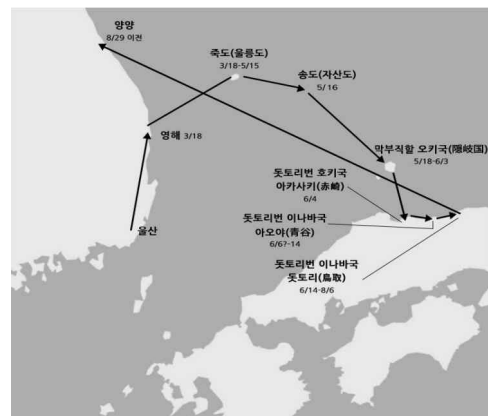 양양
8/29 이전
죽도(울릉도)
3/18-5/15
송도(자산도)
5/16
영해 3/18
막부직할 오키국(隠岐国)
5/18-6/3
돗토리번 호키국
아카사키(赤崎)
6/4
울산
돗토리번 이나바국
아오야(青谷)
6/6?-14
돗토리번 이나바국
돗토리(鳥取)
6/14-8/6